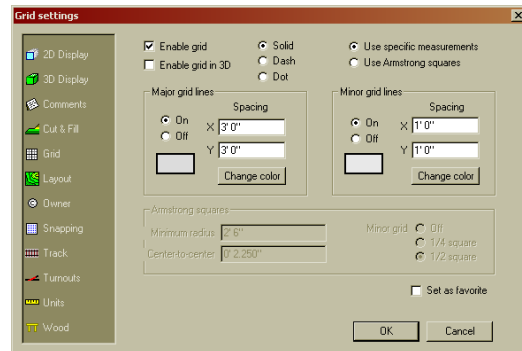 Grid settings
2D Display
3D Display
Comments
Cut & Fill
Grid
Layout
Owner
Snapping
Track
Turnouts
Units
Wood
Enable grid
Enable grid in 3D
Solid
Dash
Dot
Use specific measurements
Use Armstrong squares
Major grid lines
Spacing
On
Off
X 3' 0"
Y 3' 0"
Change color
Minor grid lines
Spacing
On
Off
X 1' 0"
Y 1' 0"
Change color
Armstrong squares
Minimum radius 2' 6"
Center-to-center 0' 2.250"
Minor grid
Off
1/4 square
1/2 square
Set as favorite
OK
Cancel